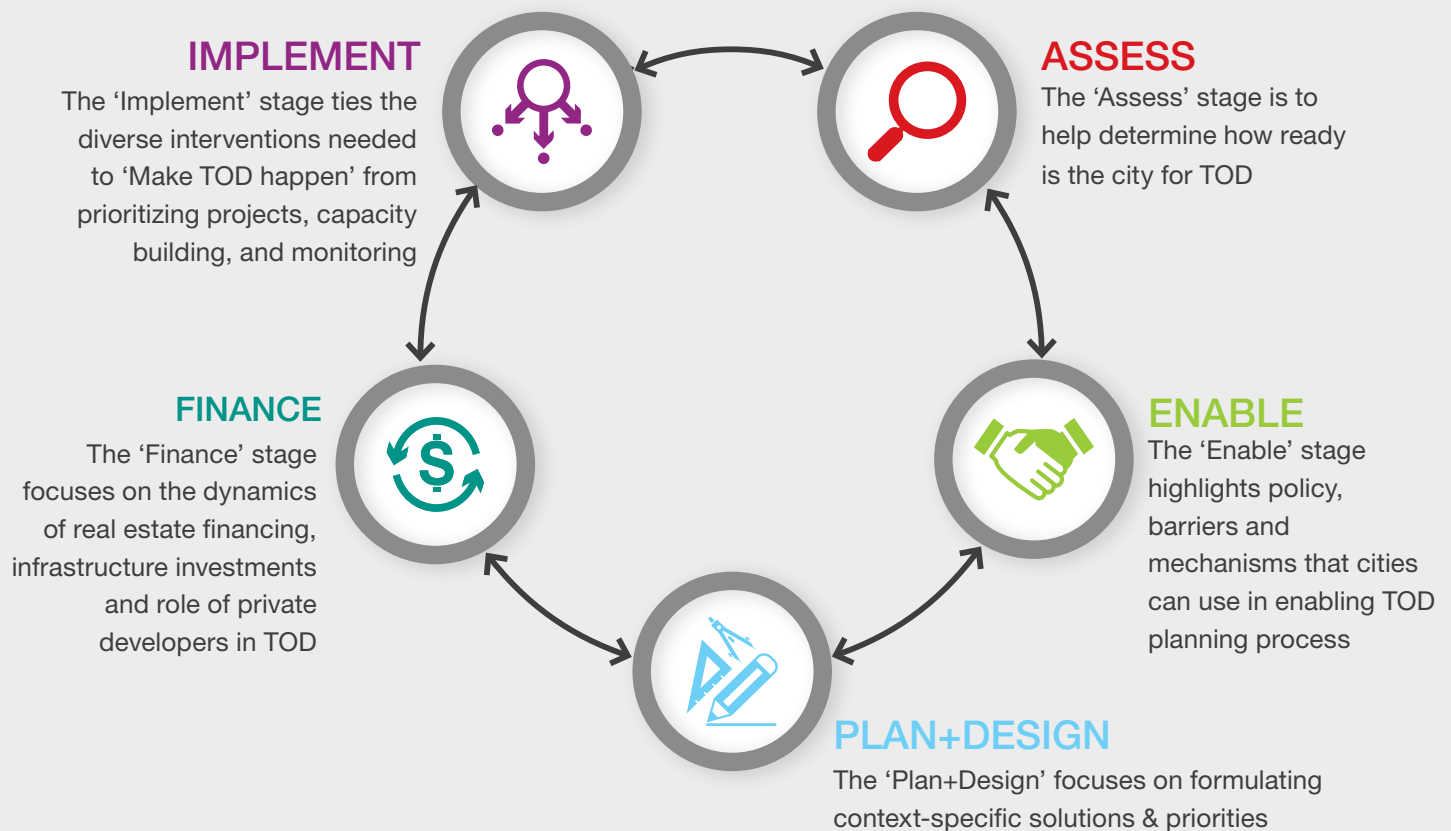 IMPLEMENT
The ‘Implement’ stage ties the
diverse interventions needed
to ‘Make TOD happen’ from
prioritizing projects, capacity
building, and monitoring
ASSESS
The ‘Assess’ stage is to
help determine how ready
is the city for TOD
FINANCE
The ‘Finance’ stage
focuses on the dynamics
of real estate financing,
infrastructure investments
and role of private
developers in TOD
$
ENABLE
The ‘Enable’ stage
highlights policy,
barriers and
mechanisms that cities
can use in enabling TOD
planning process
PLAN+DESIGN
The ‘Plan+Design’ focuses on formulating
context-specific solutions & priorities